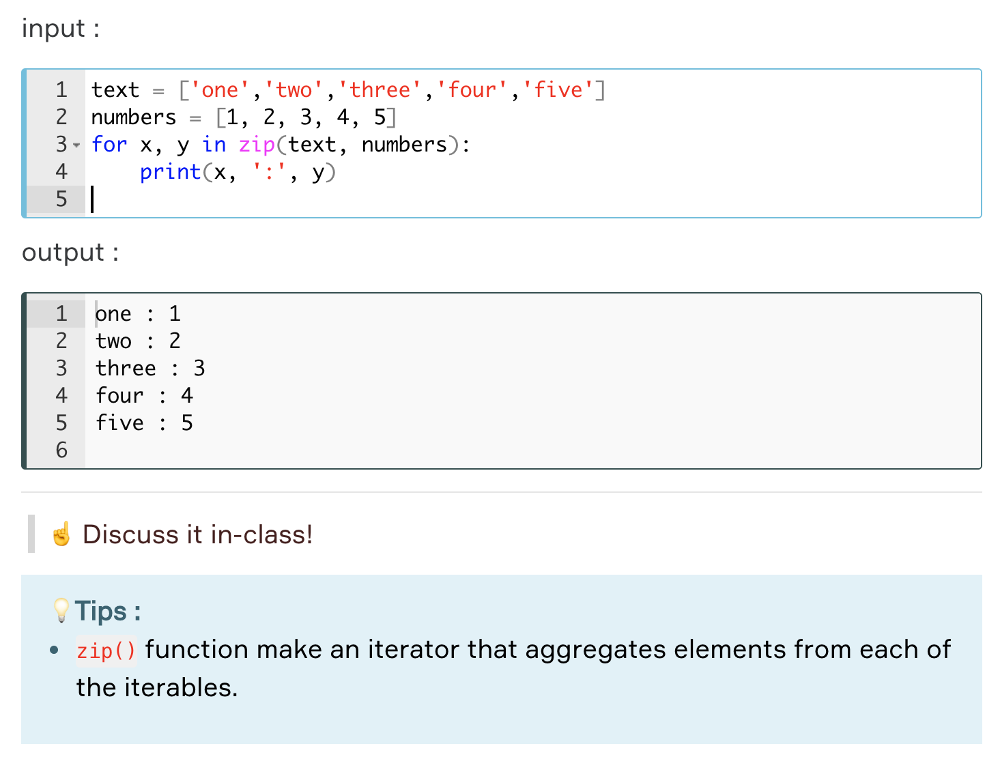 input :
1 text = ['one','two','three','four','five']
2 numbers = [1, 2, 3, 4, 5]
3 for x, y in zip(text, numbers):
4     print(x, ':', y)
5
output :
1 one : 1
2 two : 2
3 three : 3
4 four : 4
5 five : 5
6
☝️ Discuss it in-class!
💡Tips :
• zip() function make an iterator that aggregates elements from each of
the iterables.